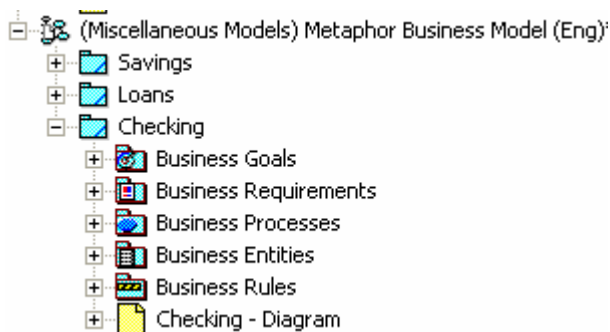 (Miscellaneous Models) Metaphor Business Model (Eng)*
Savings
Loans
Checking
Business Goals
Business Requirements
Business Processes
Business Entities
Business Rules
Checking - Diagram